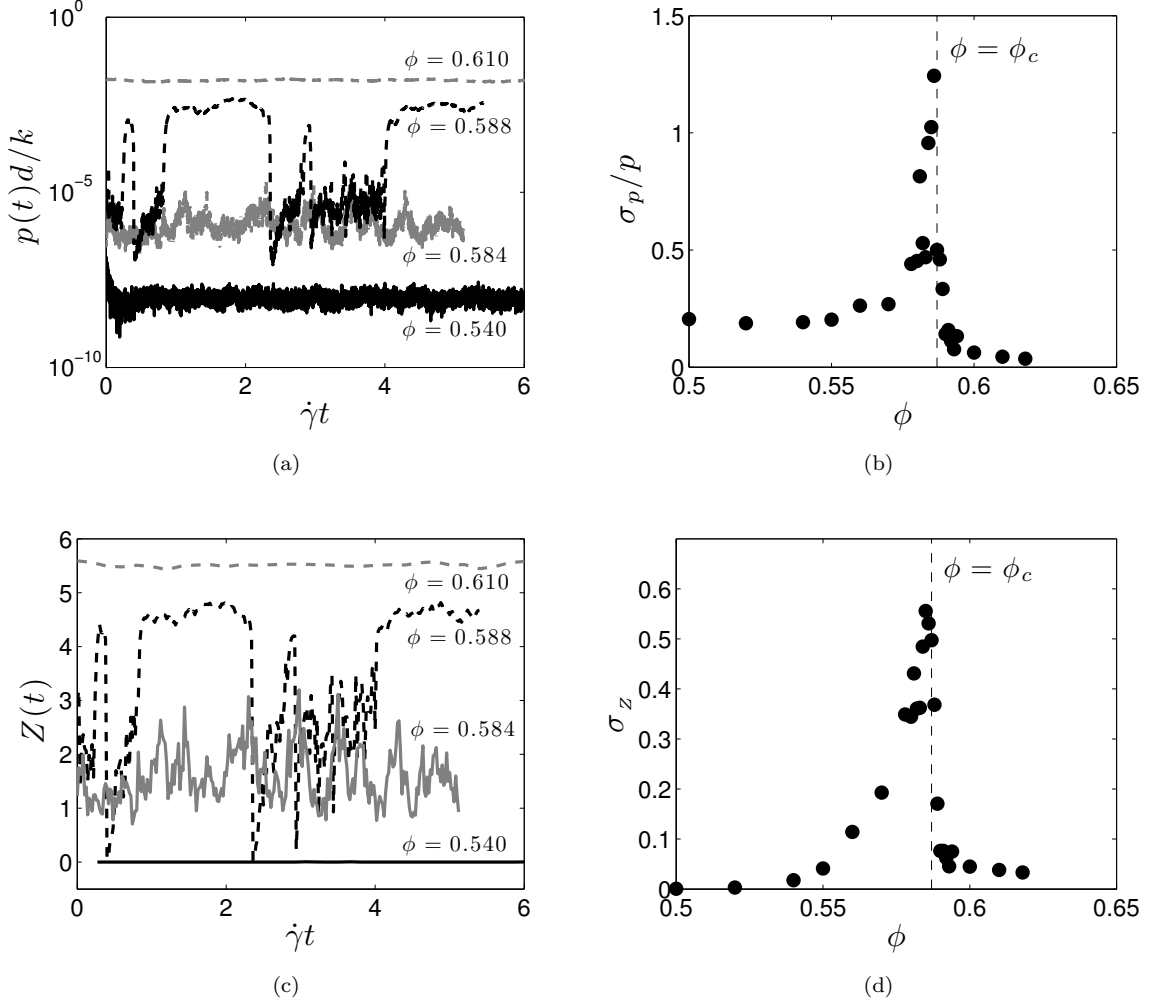 10⁰
10⁻⁵
10⁻¹⁰
p(t)d/k
ϕ = 0.610
ϕ = 0.588
ϕ = 0.584
ϕ = 0.540
0 2 4 6
γ̇t
(a)
1.5
1
0.5
0
σₚ/p
ϕ = ϕ_c
0.5 0.55 0.6 0.65
ϕ
(b)
6
5
4
3
2
1
0
Z(t)
ϕ = 0.610
ϕ = 0.588
ϕ = 0.584
ϕ = 0.540
0 2 4 6
γ̇t
(c)
0.6
0.5
0.4
0.3
0.2
0.1
0
σ_z
ϕ = ϕ_c
0.5 0.55 0.6 0.65
ϕ
(d)